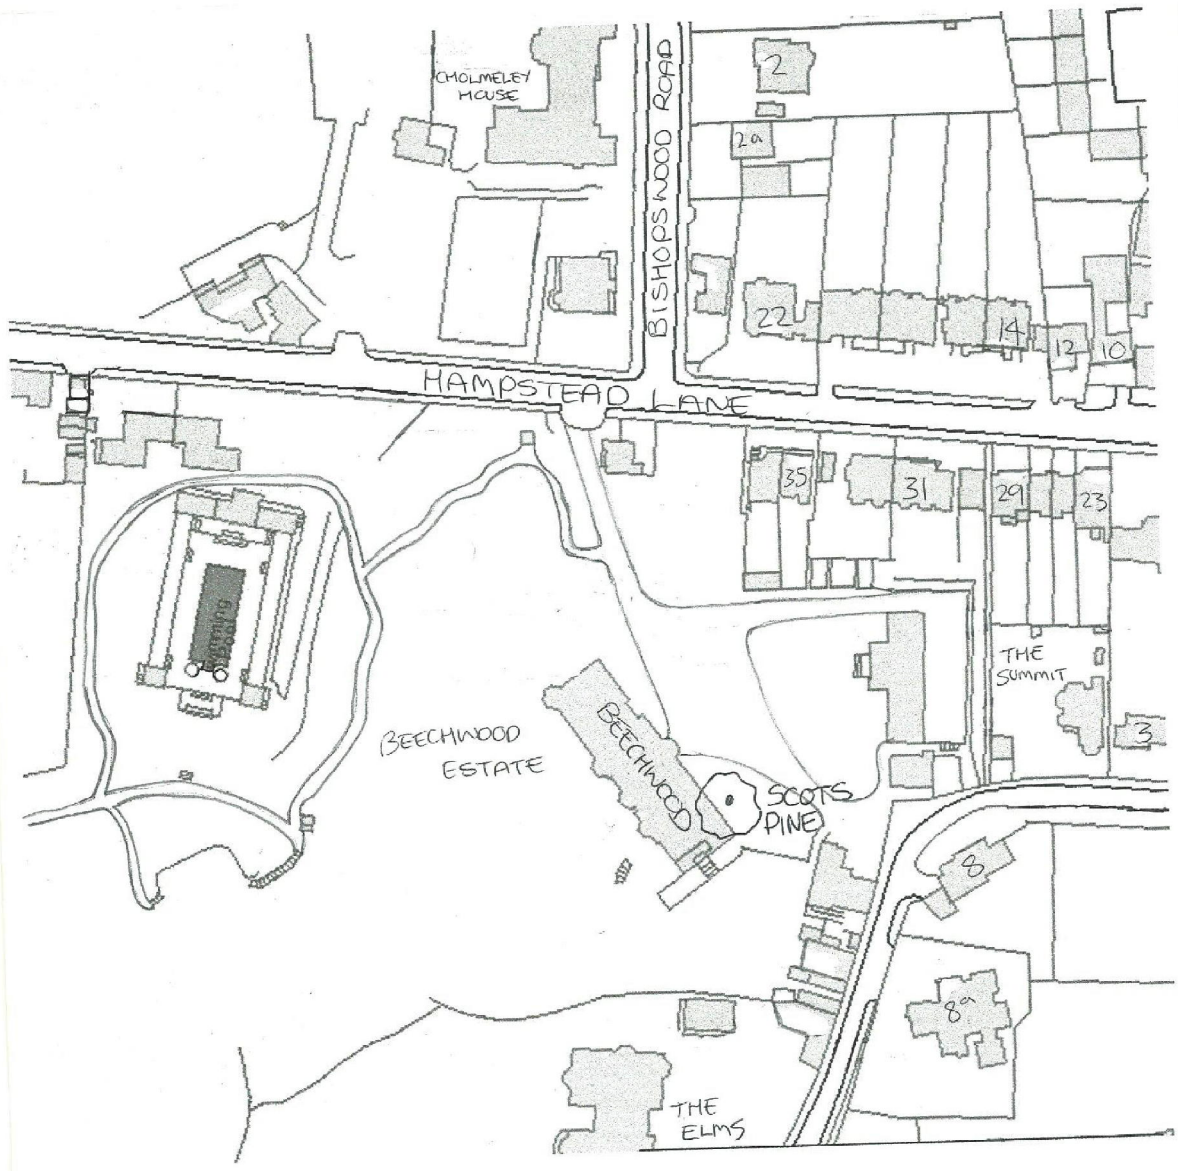 CHOLMELEY
HOUSE
BISHOPSWOOD ROAD
2
2a
22
14
12
10
HAMPSTEAD LANE
35
31
29
23
THE
SUMMIT
3
BEECHWOOD
ESTATE
BEECHWOOD
SCOTS
PINE
8
8a
THE
ELMS